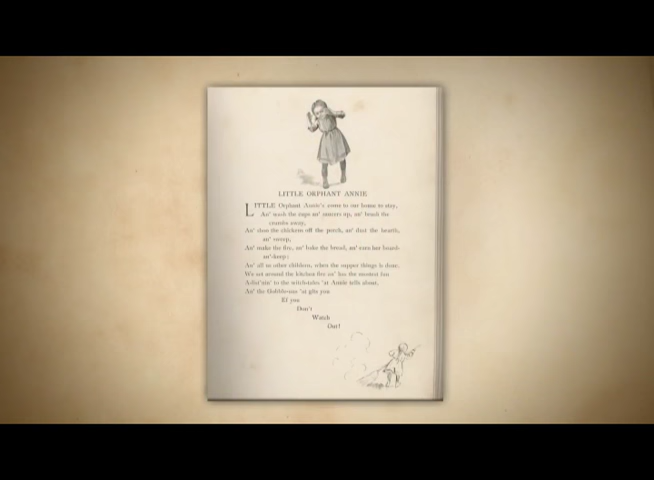 LITTLE ORPHANT ANNIE
LITTLE Orphant Annie's come to our house to stay,
An' wash the cups an' saucers up, an' brush the
crumbs away,
An' shoo the chickens off the porch, an' dust the hearth,
an' sweep,
An' make the fire, an' bake the bread, an' earn her board-
an'-keep;
An' all us other children, when the supper things is done,
We set around the kitchen fire an' has the mostest fun
A-list'nin' to the witch-tales 'at Annie tells about,
An' the Gobble-uns 'at gits you
Ef you
Don't
Watch
Out!